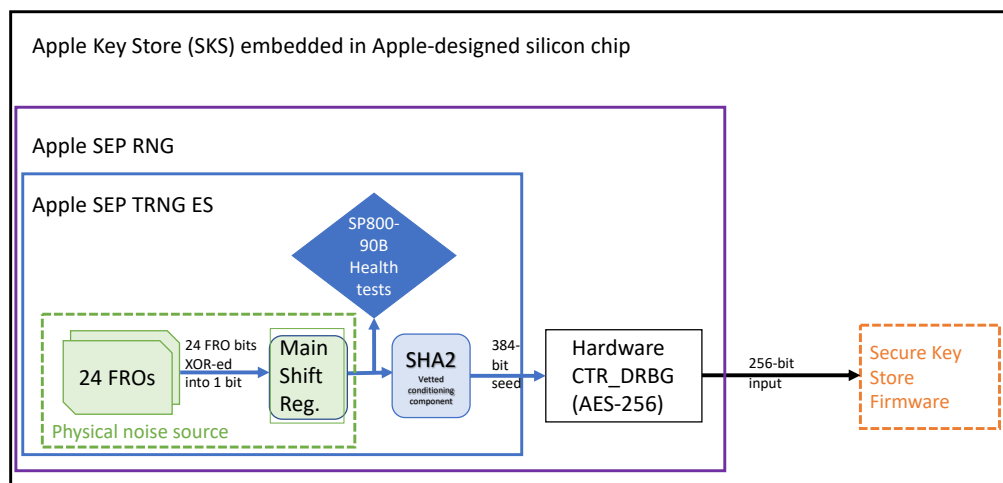 Apple Key Store (SKS) embedded in Apple-designed silicon chip
Apple SEP RNG
Apple SEP TRNG ES
SP800-
90B
Health
tests
24 FROs
24 FRO bits
XOR-ed
into 1 bit
Main
Shift
Reg.
Physical noise source
SHA2
Vetted
conditioning
component
384-
bit
seed
Hardware
CTR_DRBG
(AES-256)
256-bit
input
Secure Key
Store
Firmware